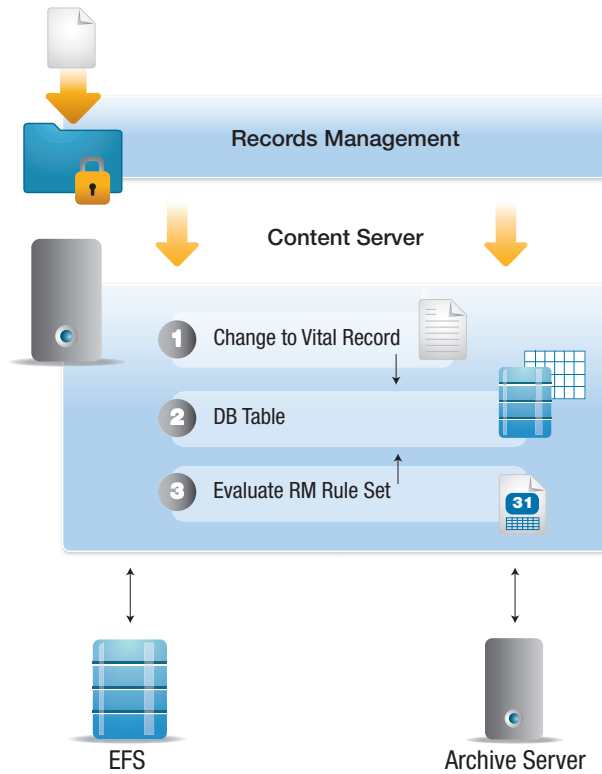 Records Management
Content Server
1 Change to Vital Record
2 DB Table
3 Evaluate RM Rule Set
31
EFS
Archive Server